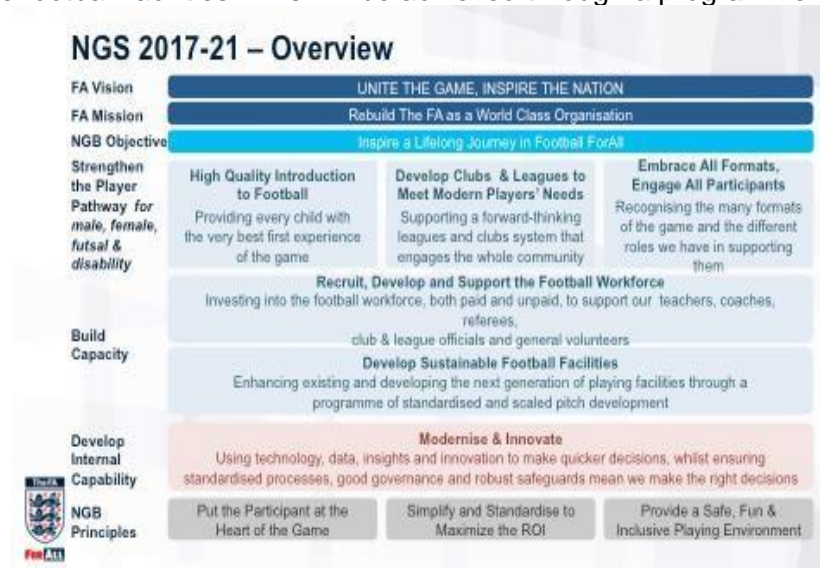 NGS 2017-21 – Overview
FA Vision
UNITE THE GAME, INSPIRE THE NATION
FA Mission
Rebuild The FA as a World Class Organisation
NGB Objective
Inspire a Lifelong Journey in Football ForAll
Strengthen
the Player
Pathway for
male, female,
futsal &
disability
High Quality Introduction
to Football
Providing every child with
the very best first experience
of the game
Develop Clubs & Leagues to
Meet Modern Players' Needs
Supporting a forward-thinking
leagues and clubs system that
engages the whole community
Embrace All Formats,
Engage All Participants
Recognising the many formats
of the game and the different
roles we have in supporting
them
Build
Capacity
Recruit, Develop and Support the Football Workforce
Investing into the football workforce, both paid and unpaid, to support our teachers, coaches,
referees,
club & league officials and general volunteers
Develop Sustainable Football Facilities
Enhancing existing and developing the next generation of playing facilities through a
programme of standardised and scaled pitch development
Develop
Internal
Capability
Modernise & Innovate
Using technology, data, insights and innovation to make quicker decisions, whilst ensuring
standardised processes, good governance and robust safeguards mean we make the right decisions
NGB
Principles
Put the Participant at the
Heart of the Game
Simplify and Standardise to
Maximize the ROI
Provide a Safe, Fun &
Inclusive Playing Environment
The FA
For All